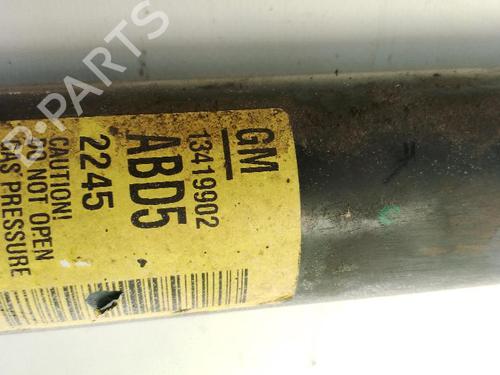 GM
13419902
ABD5
2245
CAUTION!
DO NOT OPEN
GAS PRESSURE
B-PARTS